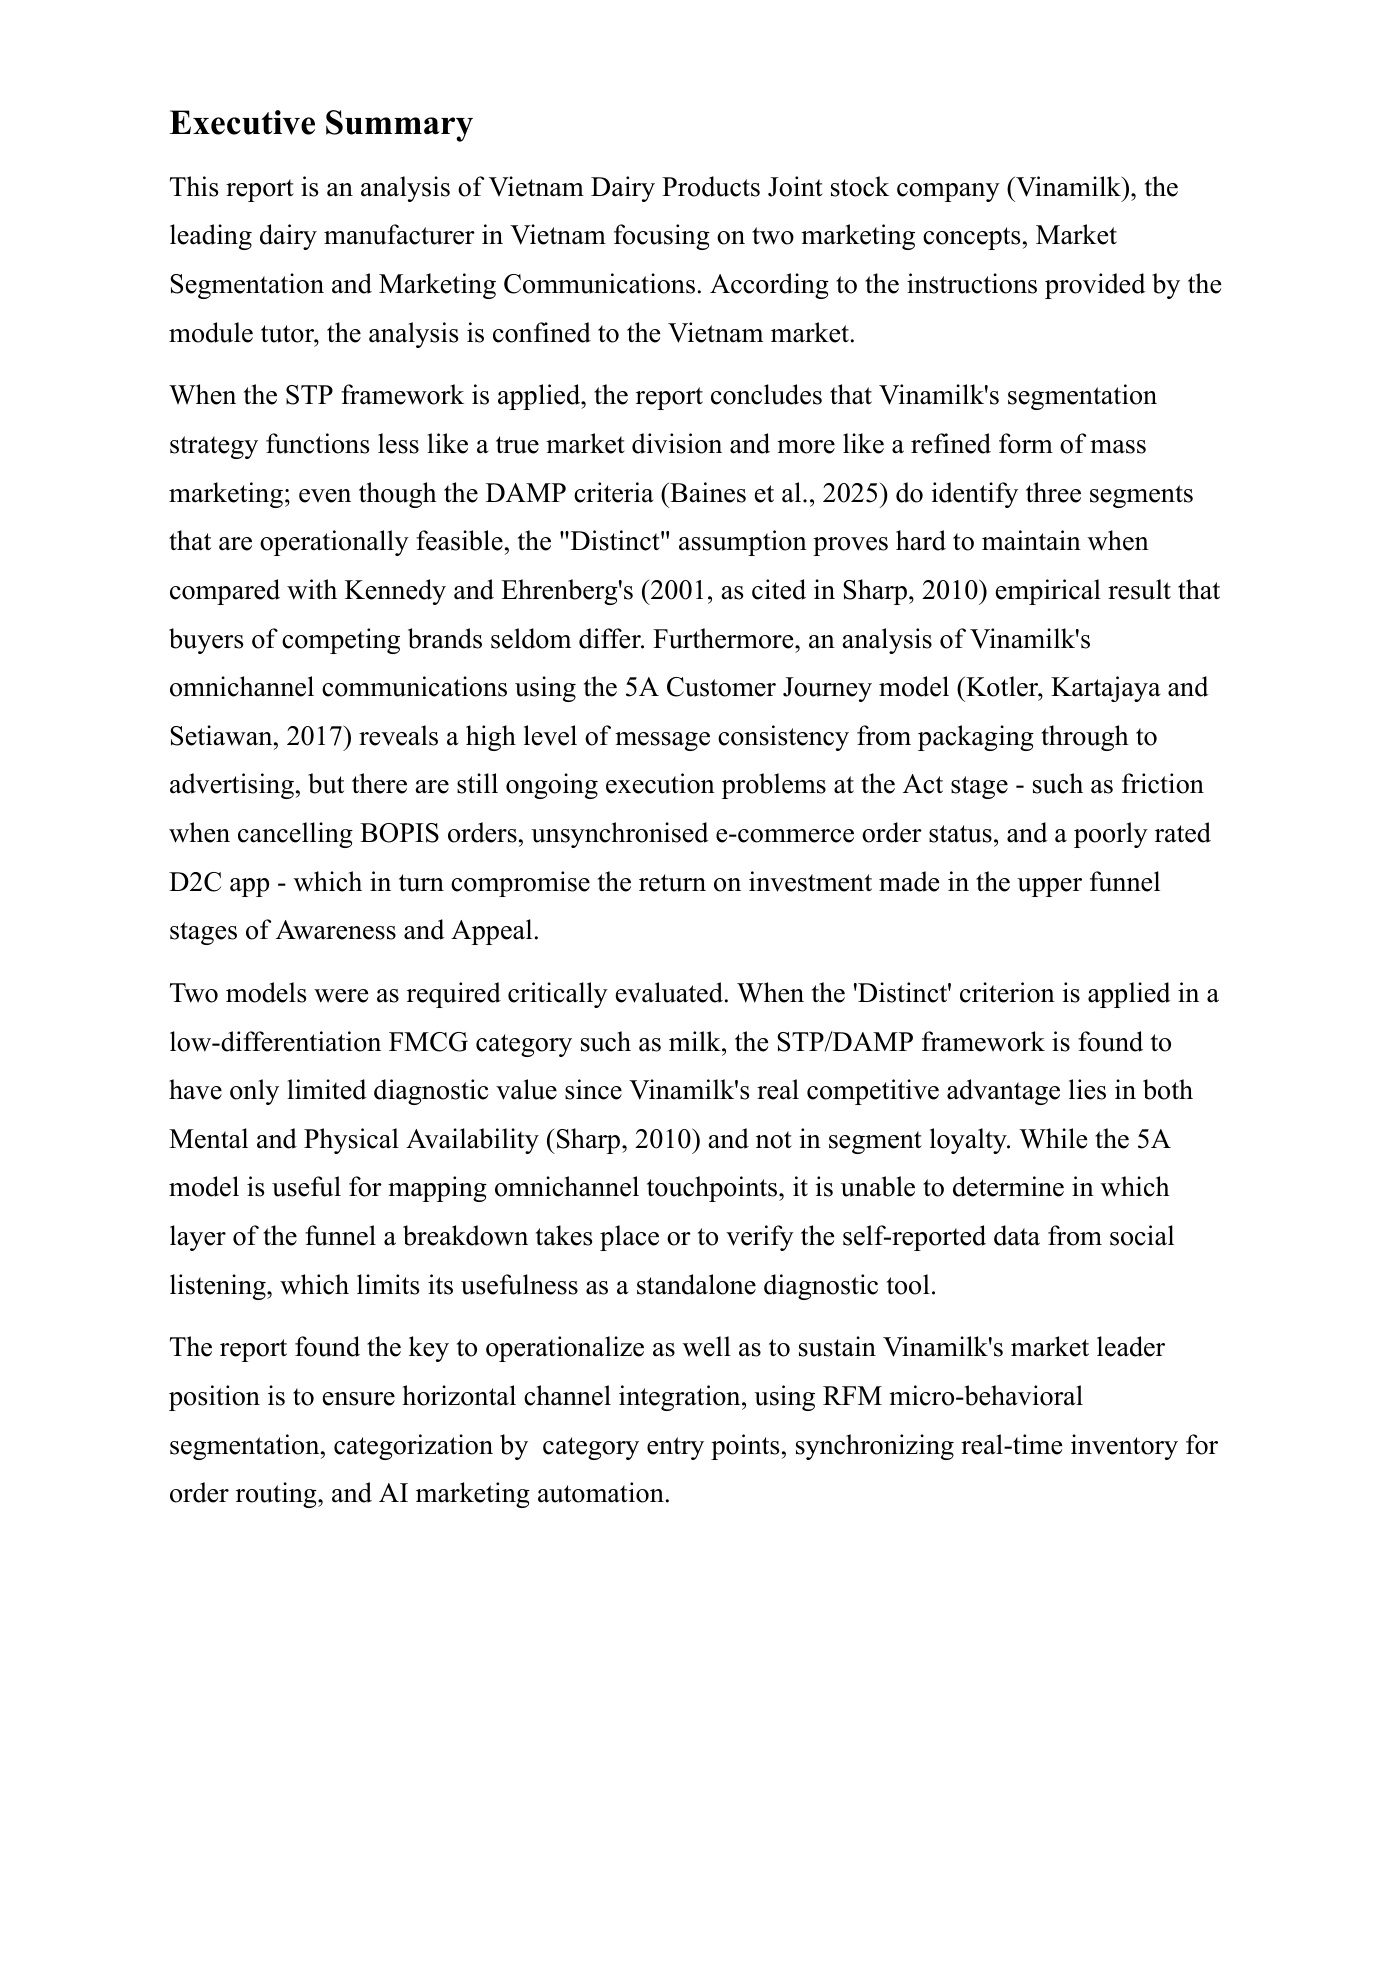 Executive Summary
This report is an analysis of Vietnam Dairy Products Joint stock company (Vinamilk), the
leading dairy manufacturer in Vietnam focusing on two marketing concepts, Market
Segmentation and Marketing Communications. According to the instructions provided by the
module tutor, the analysis is confined to the Vietnam market.
When the STP framework is applied, the report concludes that Vinamilk's segmentation
strategy functions less like a true market division and more like a refined form of mass
marketing; even though the DAMP criteria (Baines et al., 2025) do identify three segments
that are operationally feasible, the "Distinct" assumption proves hard to maintain when
compared with Kennedy and Ehrenberg's (2001, as cited in Sharp, 2010) empirical result that
buyers of competing brands seldom differ. Furthermore, an analysis of Vinamilk's
omnichannel communications using the 5A Customer Journey model (Kotler, Kartajaya and
Setiawan, 2017) reveals a high level of message consistency from packaging through to
advertising, but there are still ongoing execution problems at the Act stage - such as friction
when cancelling BOPIS orders, unsynchronised e-commerce order status, and a poorly rated
D2C app - which in turn compromise the return on investment made in the upper funnel
stages of Awareness and Appeal.
Two models were as required critically evaluated. When the 'Distinct' criterion is applied in a
low-differentiation FMCG category such as milk, the STP/DAMP framework is found to
have only limited diagnostic value since Vinamilk's real competitive advantage lies in both
Mental and Physical Availability (Sharp, 2010) and not in segment loyalty. While the 5A
model is useful for mapping omnichannel touchpoints, it is unable to determine in which
layer of the funnel a breakdown takes place or to verify the self-reported data from social
listening, which limits its usefulness as a standalone diagnostic tool.
The report found the key to operationalize as well as to sustain Vinamilk's market leader
position is to ensure horizontal channel integration, using RFM micro-behavioral
segmentation, categorization by  category entry points, synchronizing real-time inventory for
order routing, and AI marketing automation.